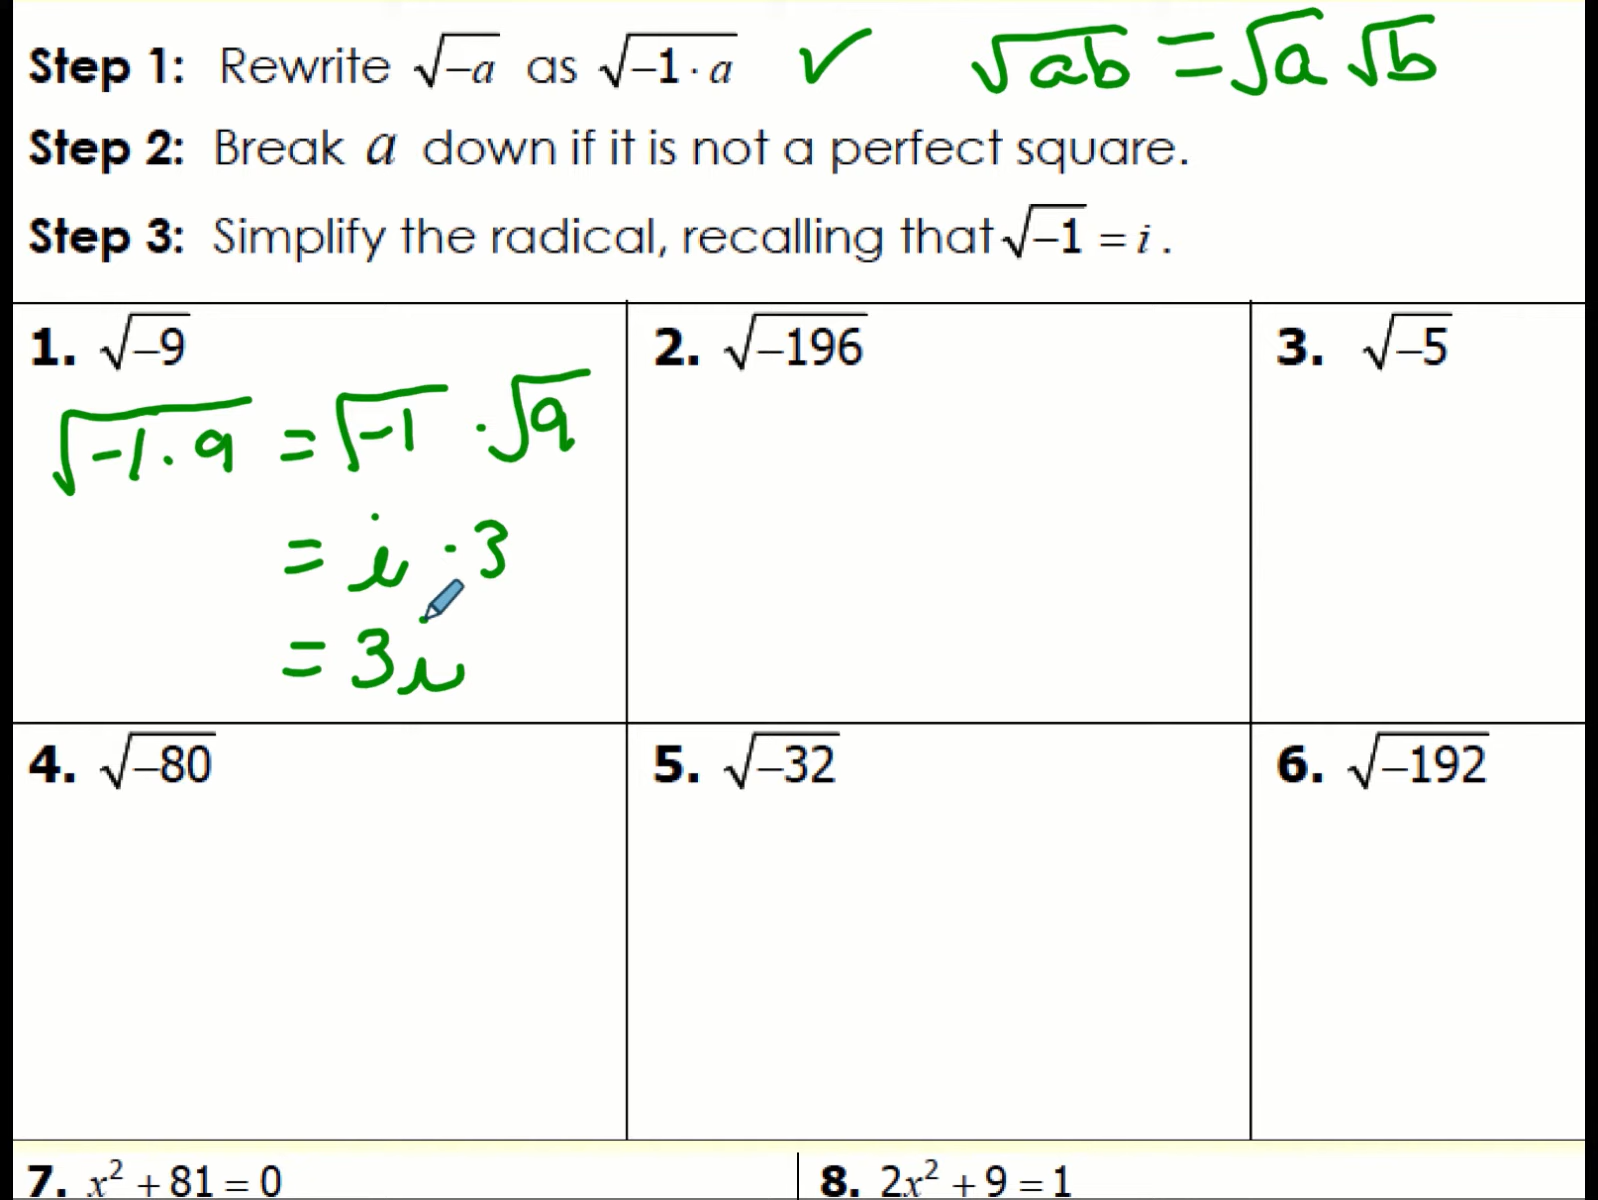 Step 1: Rewrite √−a as √−1·a ✓ √ab = √a √b
Step 2: Break a down if it is not a perfect square.
Step 3: Simplify the radical, recalling that √−1 = i.
1. √−9
√−1·9 = √−1 · √9
= i · 3
= 3i
2. √−196
3. √−5
4. √−80
5. √−32
6. √−192
7. x² + 81 = 0
8. 2x² + 9 = 1